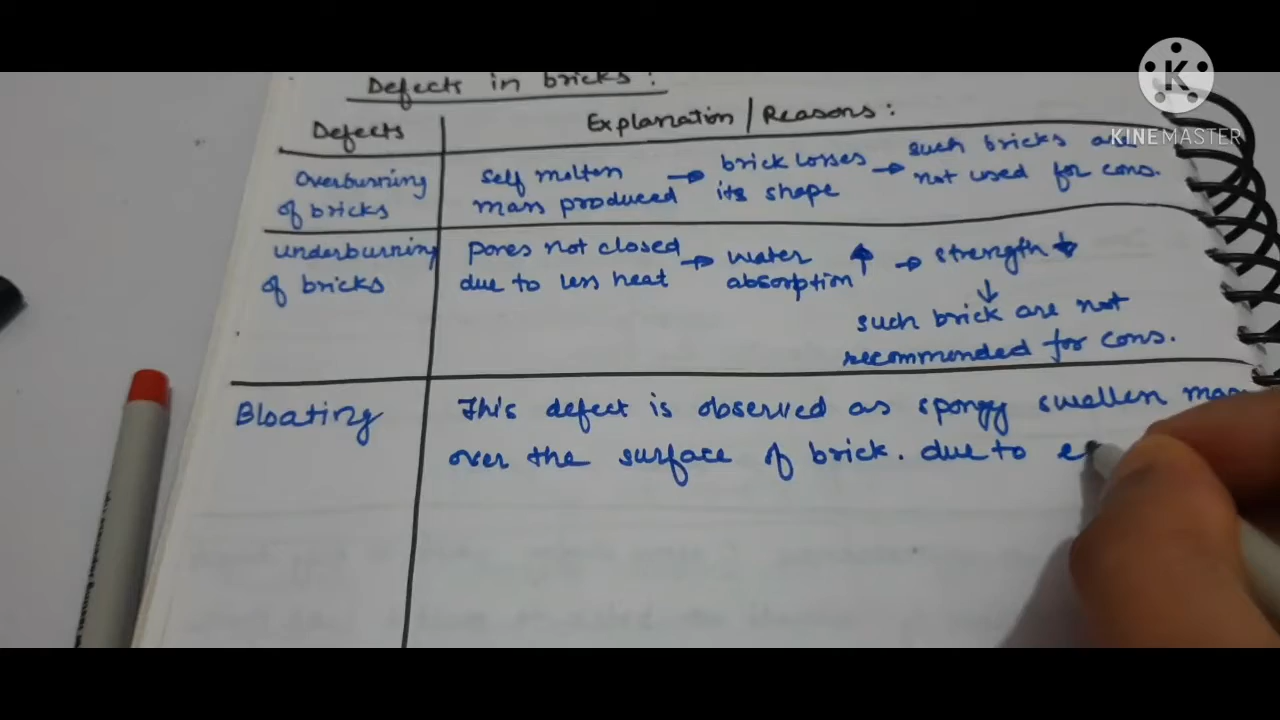 Defects in bricks:
Defects
Explanation / Reasons:
Overburning
of bricks
self molten
mass produced
→ brick losses
its shape
→ such bricks are
not used for cons.
Underburning
of bricks
pores not closed
due to less heat
→ water
absorption ↑
→ strength ↓
↓
such brick are not
recommended for cons.
Bloating
This defect is observed as spongy swollen mass
over the surface of brick. due to
K
KINEMASTER